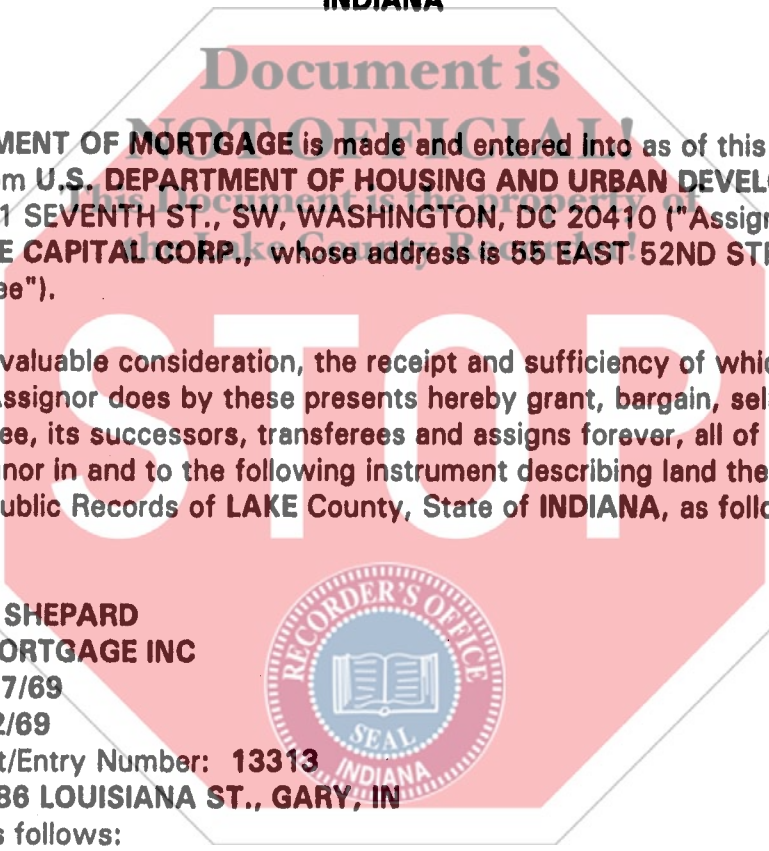 INDIANA
Document is
NOT OFFICIAL!
MENT OF MORTGAGE is made and entered into as of this
m U.S. DEPARTMENT OF HOUSING AND URBAN DEVEL
This Document is the property of
1 SEVENTH ST., SW, WASHINGTON, DC 20410 ("Assign
the Lake County Recorder!
E CAPITAL CORP., whose address is 55 EAST 52ND STR
ee").
valuable consideration, the receipt and sufficiency of whic
Assignor does by these presents hereby grant, bargain, sel
ee, its successors, transferees and assigns forever, all of
nor in and to the following instrument describing land the
ublic Records of LAKE County, State of INDIANA, as follo
STOP
SHEPARD
ORTGAGE INC
7/69
2/69
t/Entry Number: 13313
86 LOUISIANA ST., GARY, IN
s follows:
RECORDER'S OFFICE
SEAL
INDIANA